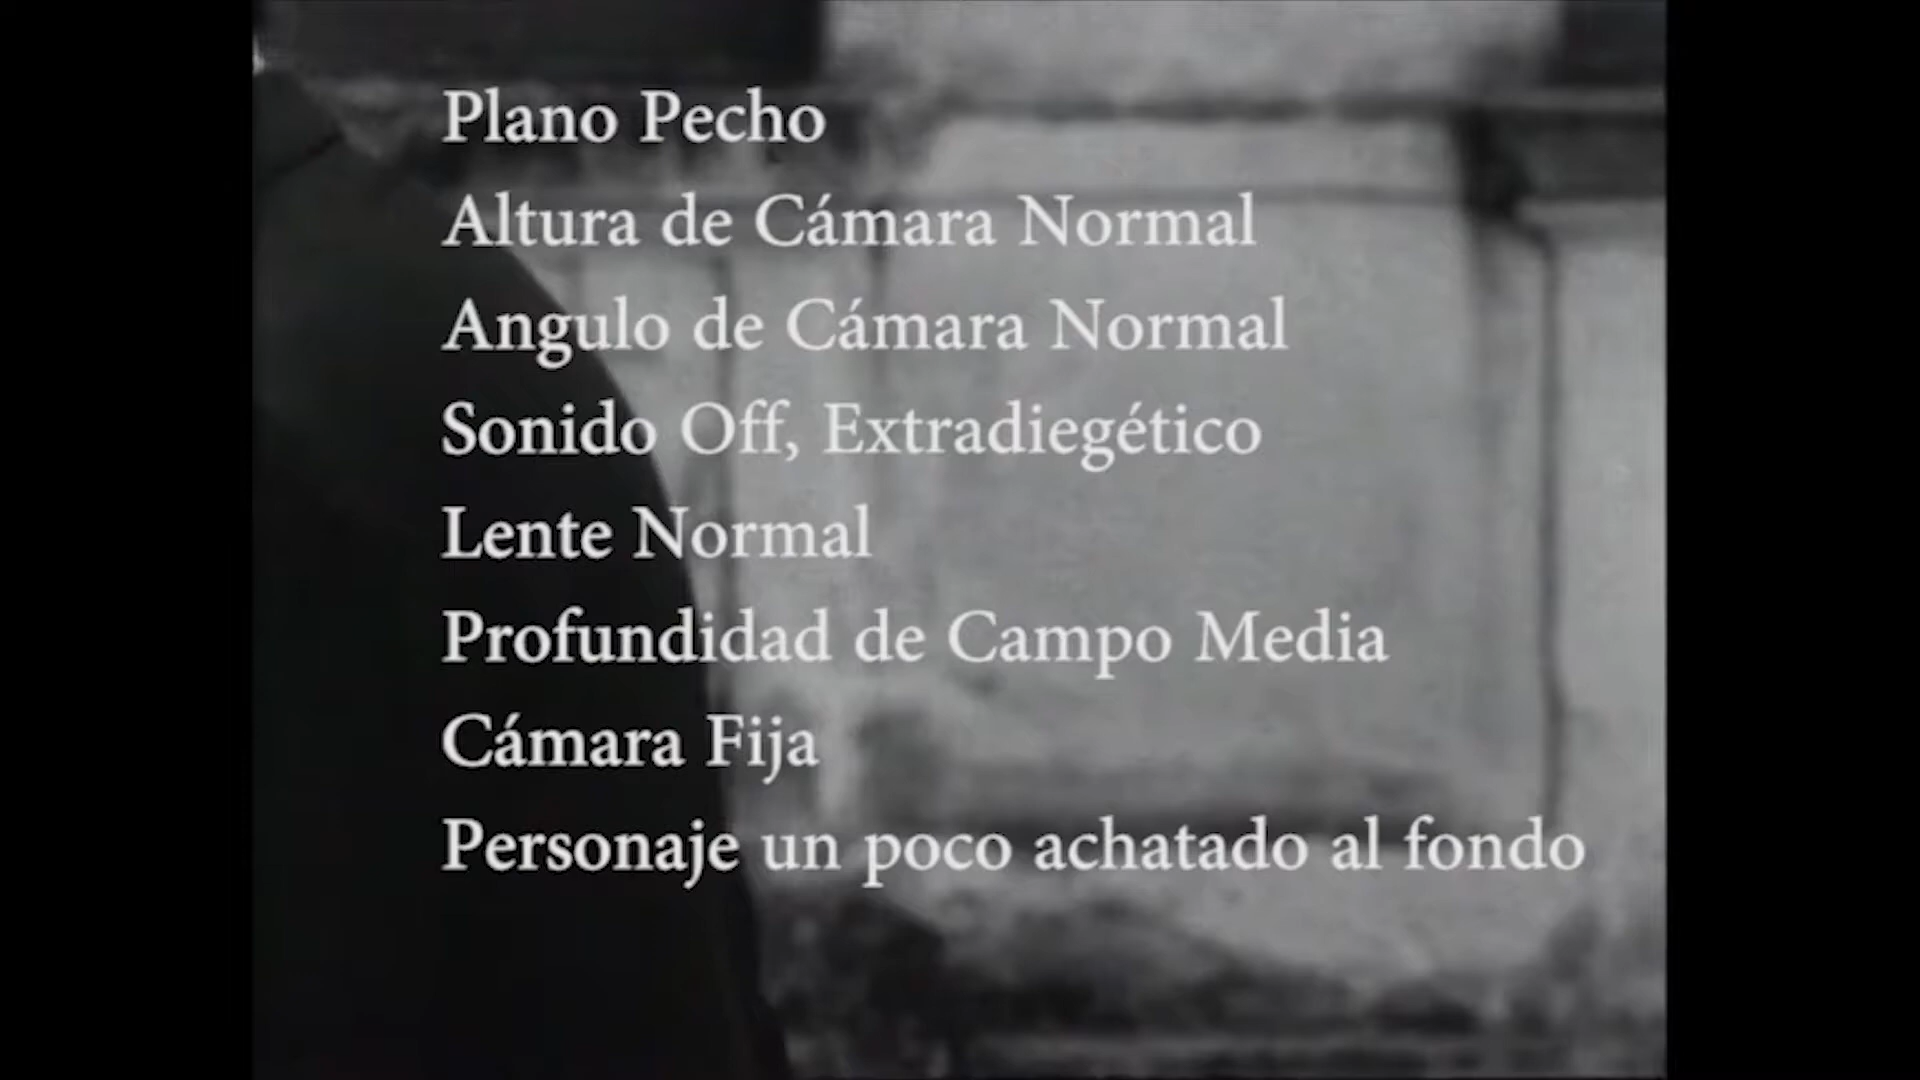 Plano Pecho
Altura de Cámara Normal
Angulo de Cámara Normal
Sonido Off, Extradiegético
Lente Normal
Profundidad de Campo Media
Cámara Fija
Personaje un poco achatado al fondo